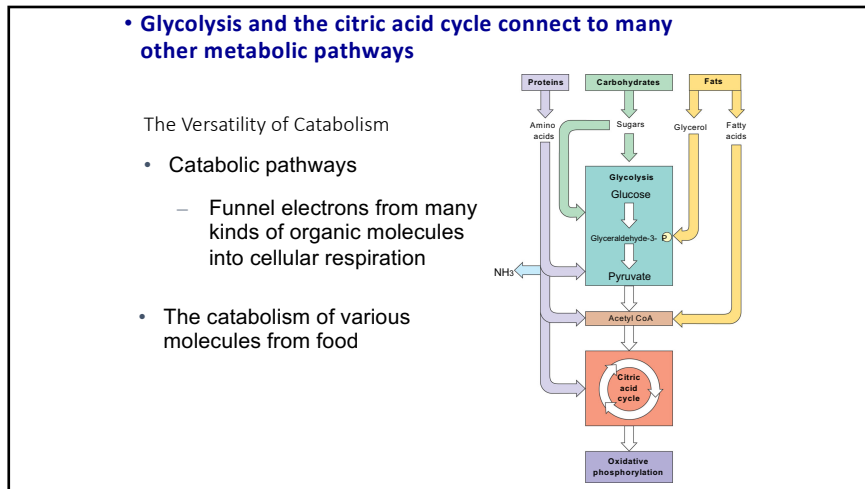 • Glycolysis and the citric acid cycle connect to many
other metabolic pathways
The Versatility of Catabolism
• Catabolic pathways
– Funnel electrons from many
kinds of organic molecules
into cellular respiration
• The catabolism of various
molecules from food
Proteins
Carbohydrates
Fats
Amino
acids
Sugars
Glycerol
Fatty
acids
Glycolysis
Glucose
Glyceraldehyde-3- P
NH3
Pyruvate
Acetyl CoA
Citric
acid
cycle
Oxidative
phosphorylation